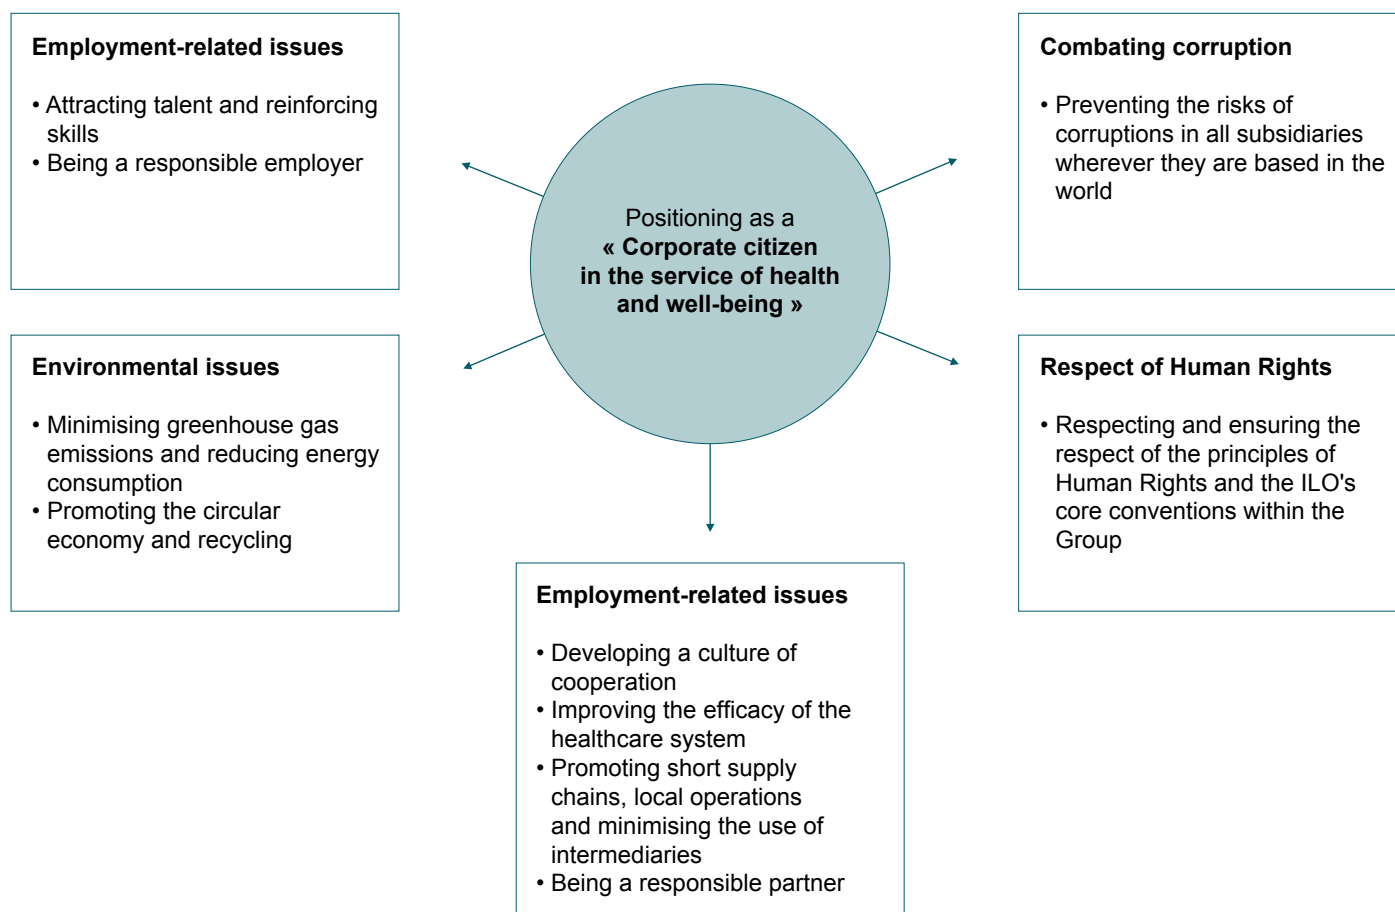 Employment-related issues
• Attracting talent and reinforcing
skills
• Being a responsible employer
Positioning as a
« Corporate citizen
in the service of health
and well-being »
Combating corruption
• Preventing the risks of
corruptions in all subsidiaries
wherever they are based in the
world
Environmental issues
• Minimising greenhouse gas
emissions and reducing energy
consumption
• Promoting the circular
economy and recycling
Respect of Human Rights
• Respecting and ensuring the
respect of the principles of
Human Rights and the ILO's
core conventions within the
Group
Employment-related issues
• Developing a culture of
cooperation
• Improving the efficacy of the
healthcare system
• Promoting short supply
chains, local operations
and minimising the use of
intermediaries
• Being a responsible partner